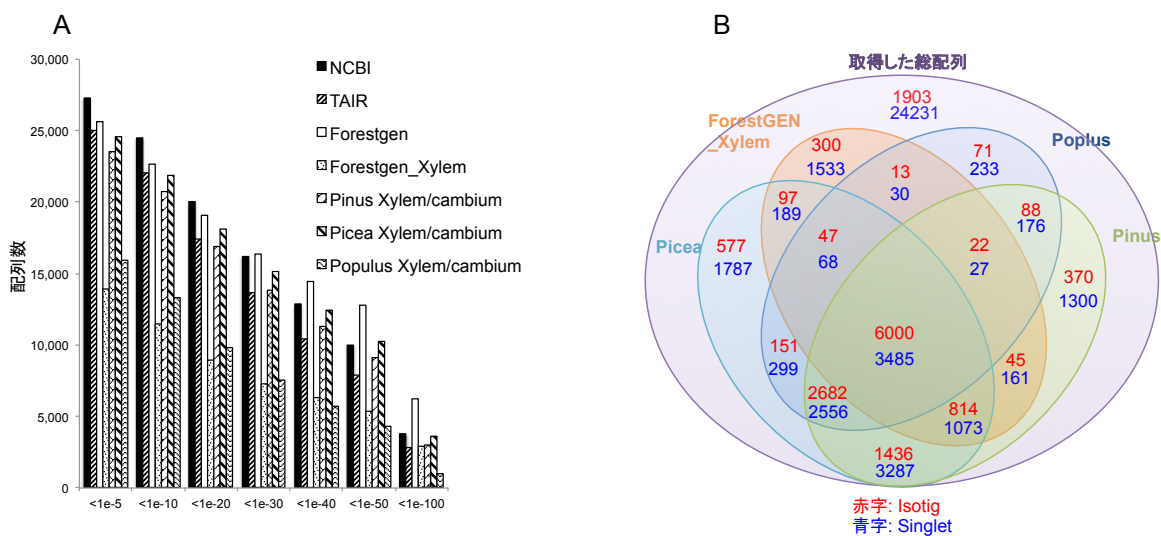 A
30,000
25,000
20,000
15,000
10,000
5,000
0
配列数
<1e-5
<1e-10
<1e-20
<1e-30
<1e-40
<1e-50
<1e-100
NCBI
TAIR
Forestgen
Forestgen_Xylem
Pinus Xylem/cambium
Picea Xylem/cambium
Populus Xylem/cambium
B
取得した総配列
1903
24231
ForestGEN
_Xylem
Poplus
Picea
Pinus
300
1533
13
30
71
233
97
189
47
68
88
176
22
27
577
1787
370
1300
6000
3485
151
299
45
161
2682
2556
814
1073
1436
3287
赤字: Isotig
青字: Singlet